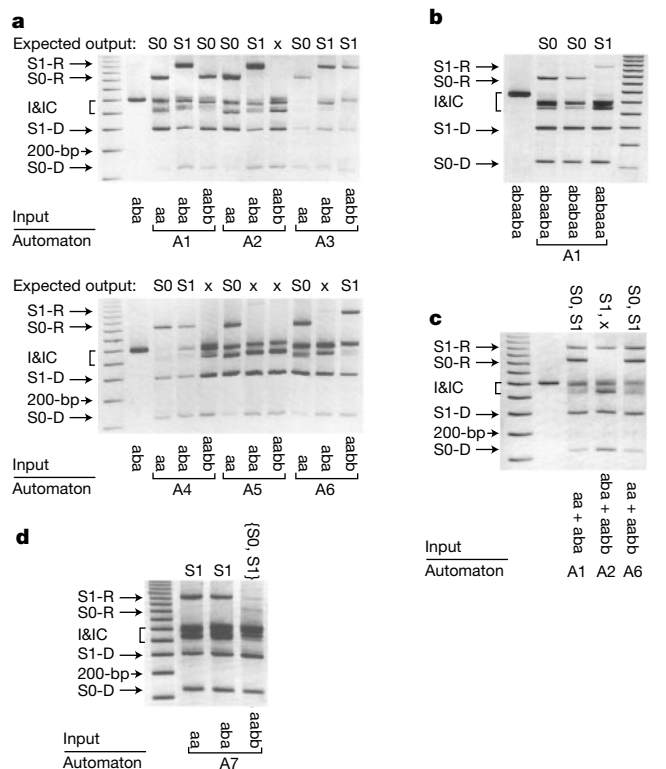 a
Expected output: S0 S1 S0 S0 S1 x S0 S1 S1
S1-R
S0-R
I&IC
S1-D
200-bp
S0-D
Input aba aa aba aabb aa aba aabb aa aba aabb
Automaton A1 A2 A3
Expected output: S0 S1 x S0 x x S0 x S1
S1-R
S0-R
I&IC
S1-D
200-bp
S0-D
Input aba aa aba aabb aa aba aabb aa aba aabb
Automaton A4 A5 A6
b
S0 S0 S1
S1-R
S0-R
I&IC
S1-D
S0-D
abaaba abaaba ababaa aabaaa
A1
c
S0, S1 S1, x S0, S1
S1-R
S0-R
I&IC
S1-D
200-bp
S0-D
Input aa + aba aba + aabb aa + aabb
Automaton A1 A2 A6
d
S1 S1 {S0, S1}
S1-R
S0-R
I&IC
S1-D
200-bp
S0-D
Input aa aba aabb
Automaton A7